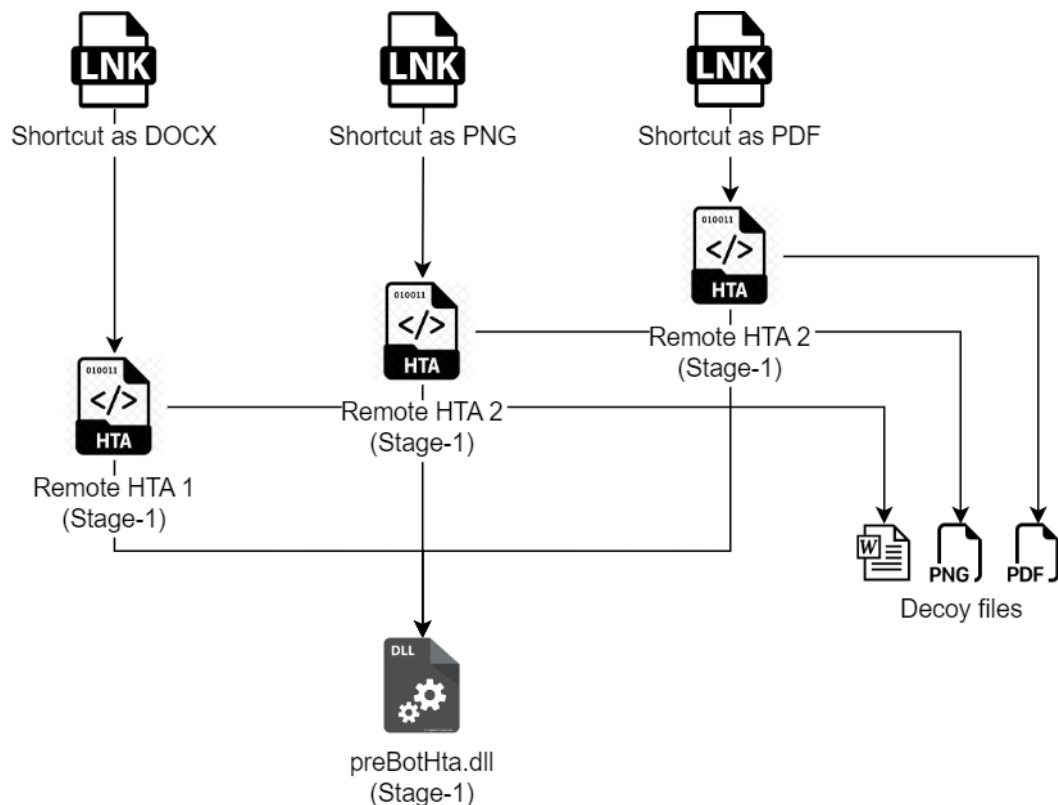 LNK
LNK
LNK
Shortcut as DOCX
Shortcut as PNG
Shortcut as PDF
010011
</>
HTA
Remote HTA 2
(Stage-1)
010011
</>
HTA
Remote HTA 2
(Stage-1)
010011
</>
HTA
Remote HTA 1
(Stage-1)
W
PNG
PDF
Decoy files
DLL
preBotHta.dll
(Stage-1)